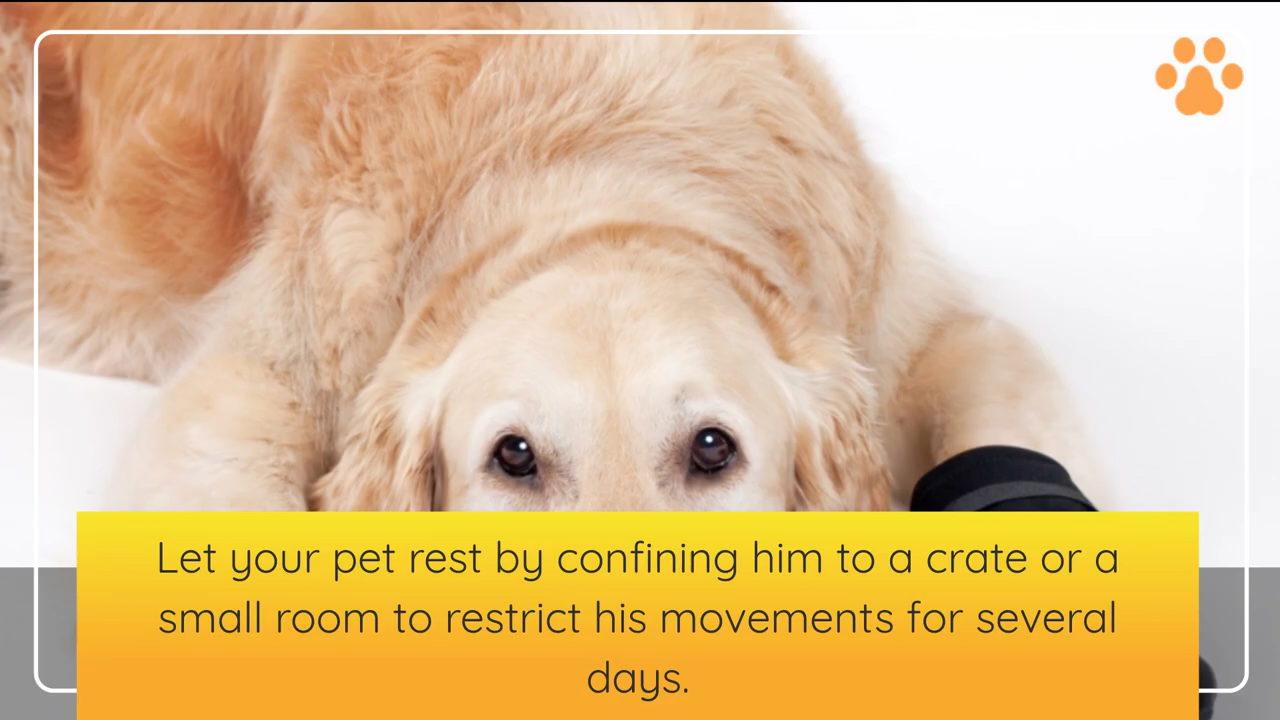 Let your pet rest by confining him to a crate or a
small room to restrict his movements for several
days.